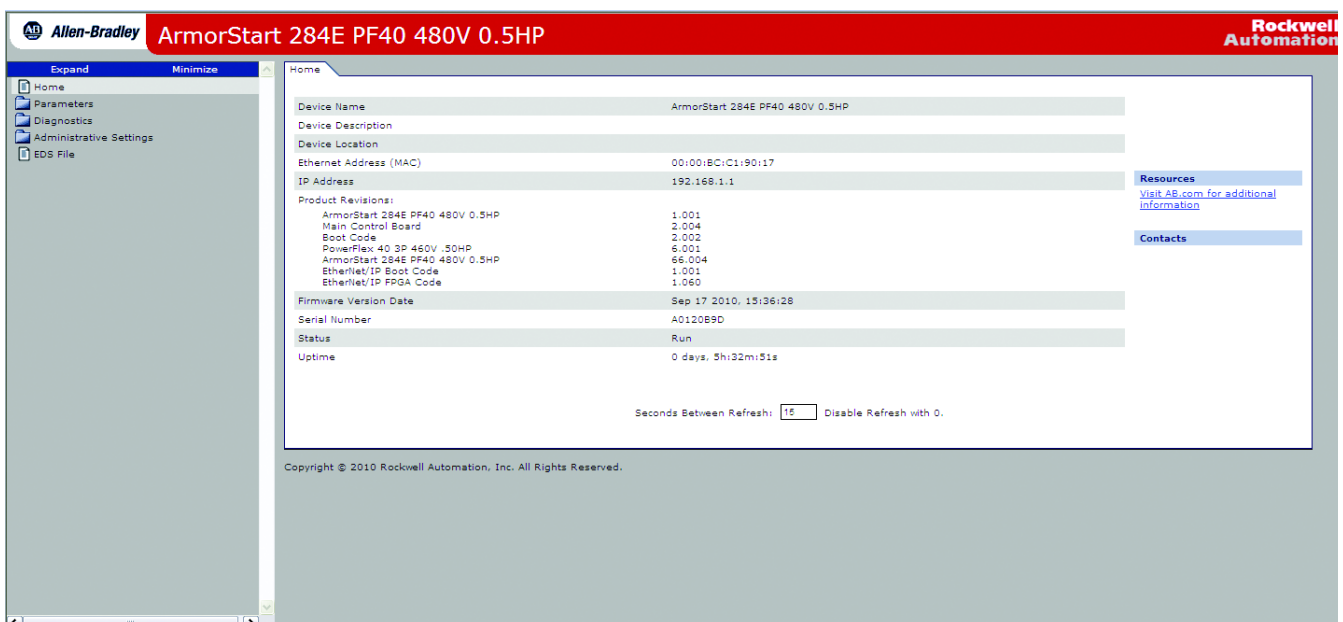 AB Allen-Bradley
ArmorStart 284E PF40 480V 0.5HP
Rockwell
Automation
Expand Minimize
Home
Parameters
Diagnostics
Administrative Settings
EDS File
Home
Device Name ArmorStart 284E PF40 480V 0.5HP
Device Description
Device Location
Ethernet Address (MAC) 00:00:BC:C1:90:17
IP Address 192.168.1.1
Product Revisions:
ArmorStart 284E PF40 480V 0.5HP 1.001
Main Control Board 2.004
Boot Code 2.002
PowerFlex 40 3P 460V .50HP 6.001
ArmorStart 284E PF40 480V 0.5HP 66.004
EtherNet/IP Boot Code 1.001
EtherNet/IP FPGA Code 1.060
Firmware Version Date Sep 17 2010, 15:36:28
Serial Number A0120B9D
Status Run
Uptime 0 days, 5h:32m:51s
Seconds Between Refresh: 15 Disable Refresh with 0.
Resources
Visit AB.com for additional
information
Contacts
Copyright © 2010 Rockwell Automation, Inc. All Rights Reserved.